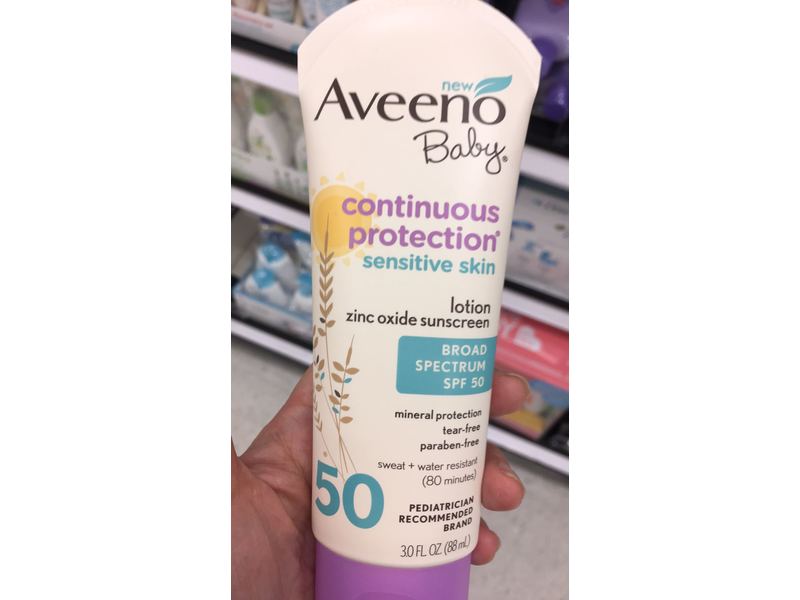 new
Aveeno
Baby®
continuous
protection®
sensitive skin
lotion
zinc oxide sunscreen
BROAD
SPECTRUM
SPF 50
mineral protection
tear-free
paraben-free
sweat + water resistant
(80 minutes)
50
PEDIATRICIAN
RECOMMENDED
BRAND
3.0 FL OZ (88 mL)